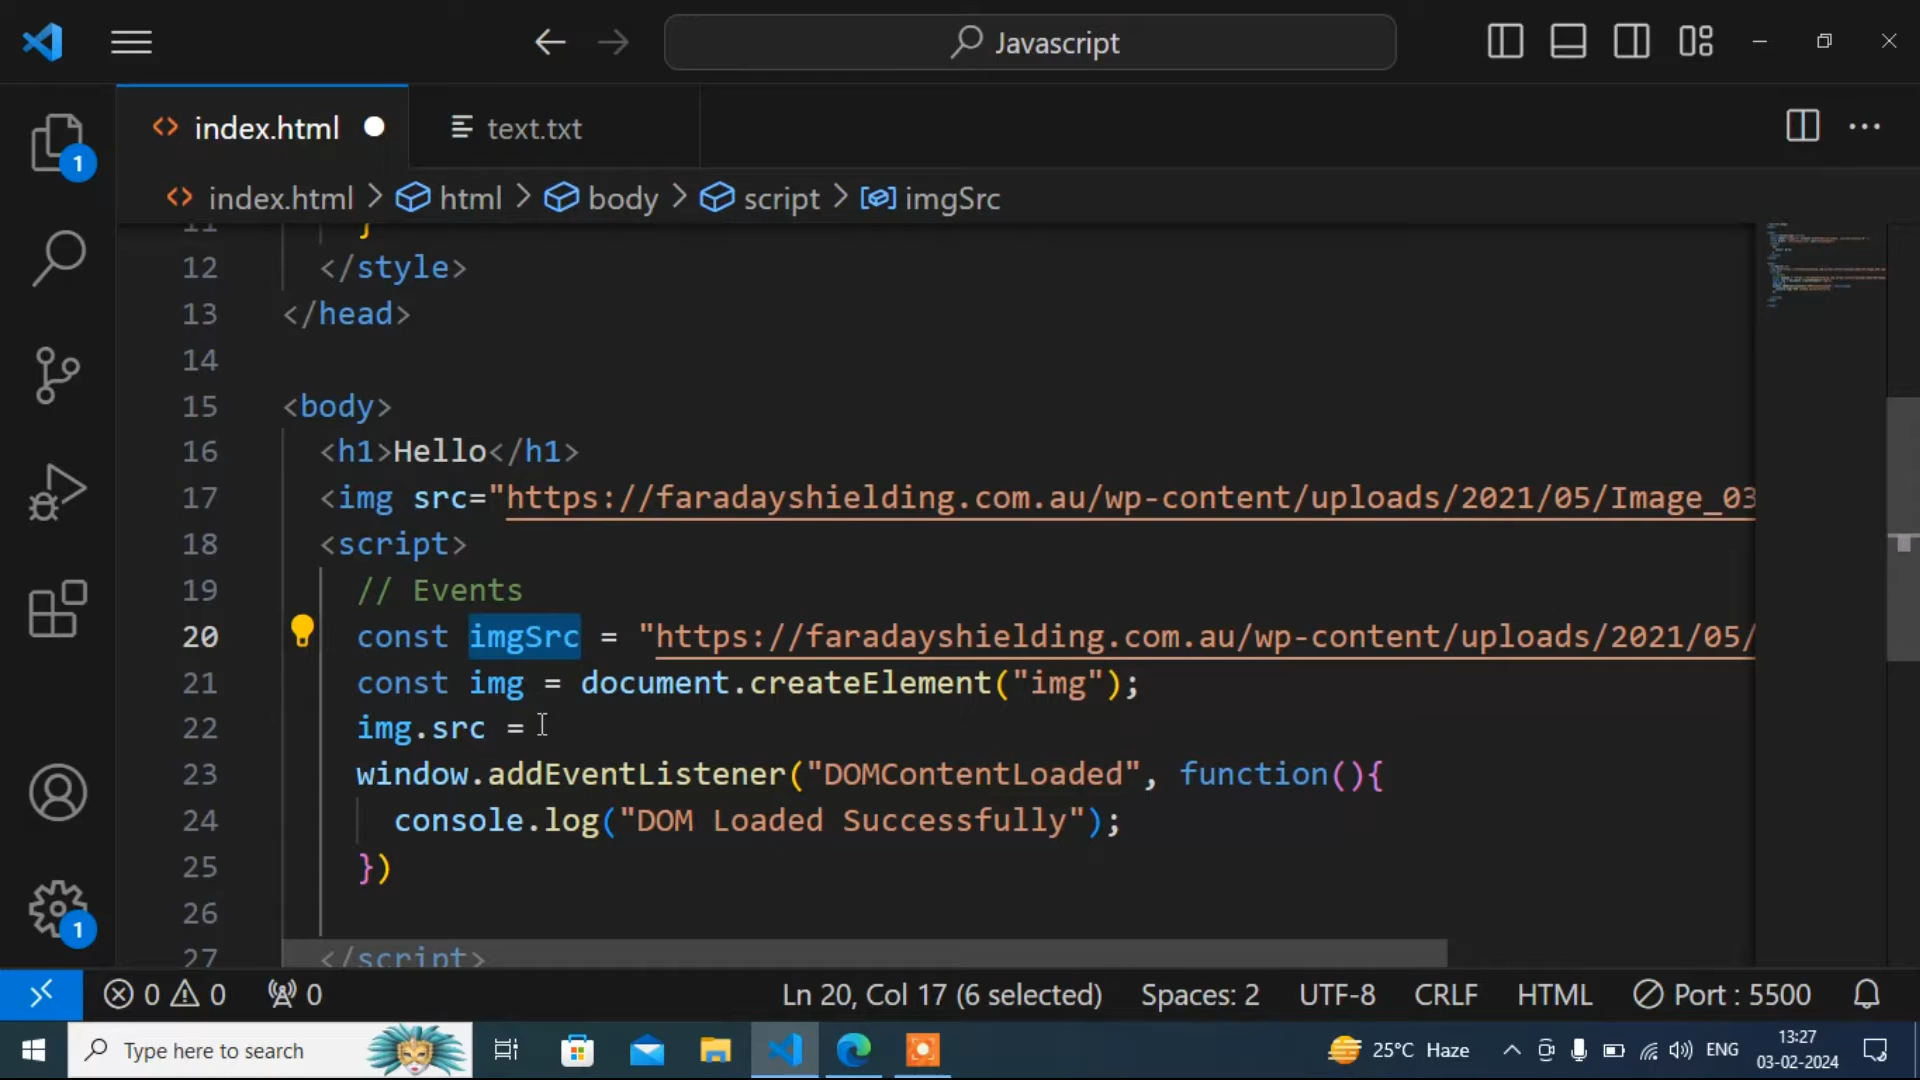 Javascript
index.html
text.txt
index.html > html > body > script > imgSrc
11 }
12 </style>
13 </head>
14
15 <body>
16 <h1>Hello</h1>
17 <img src="https://faradayshielding.com.au/wp-content/uploads/2021/05/Image_03
18 <script>
19 // Events
20 const imgSrc = "https://faradayshielding.com.au/wp-content/uploads/2021/05/
21 const img = document.createElement("img");
22 img.src =
23 window.addEventListener("DOMContentLoaded", function(){
24 console.log("DOM Loaded Successfully");
25 })
26
27 </script>
1
1
0 0 0 Ln 20, Col 17 (6 selected) Spaces: 2 UTF-8 CRLF HTML Port : 5500
Type here to search 25°C Haze ENG 13:27
03-02-2024